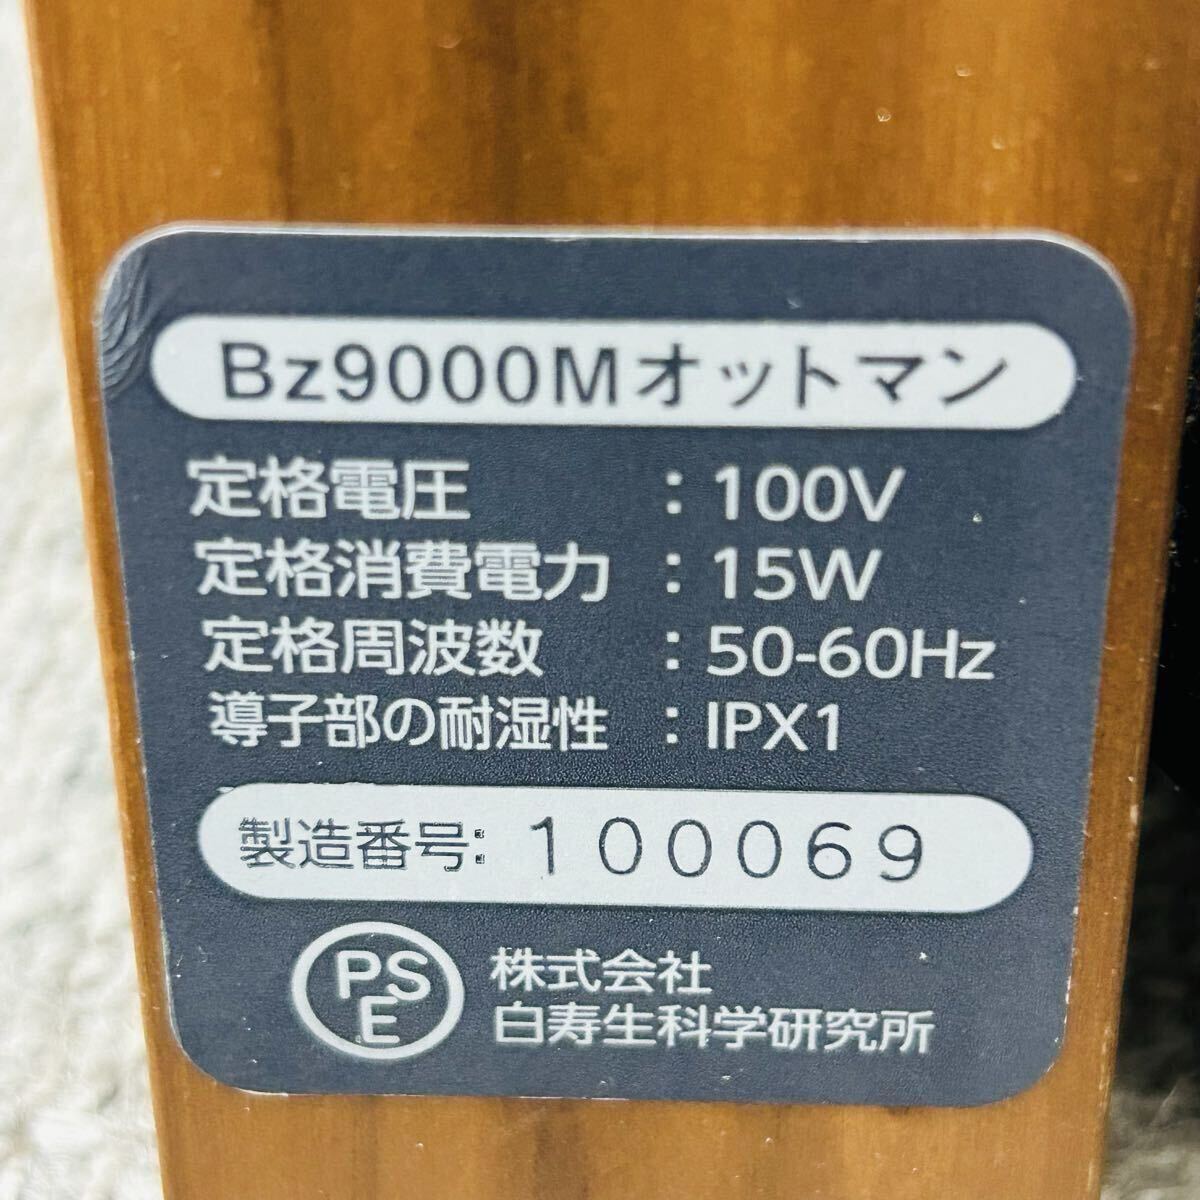 Bz9000Mオットマン
定格電圧 : 100V
定格消費電力 : 15W
定格周波数 : 50-60Hz
導子部の耐湿性 : IPX1
製造番号: 100069
PS
E
株式会社
白寿生科学研究所